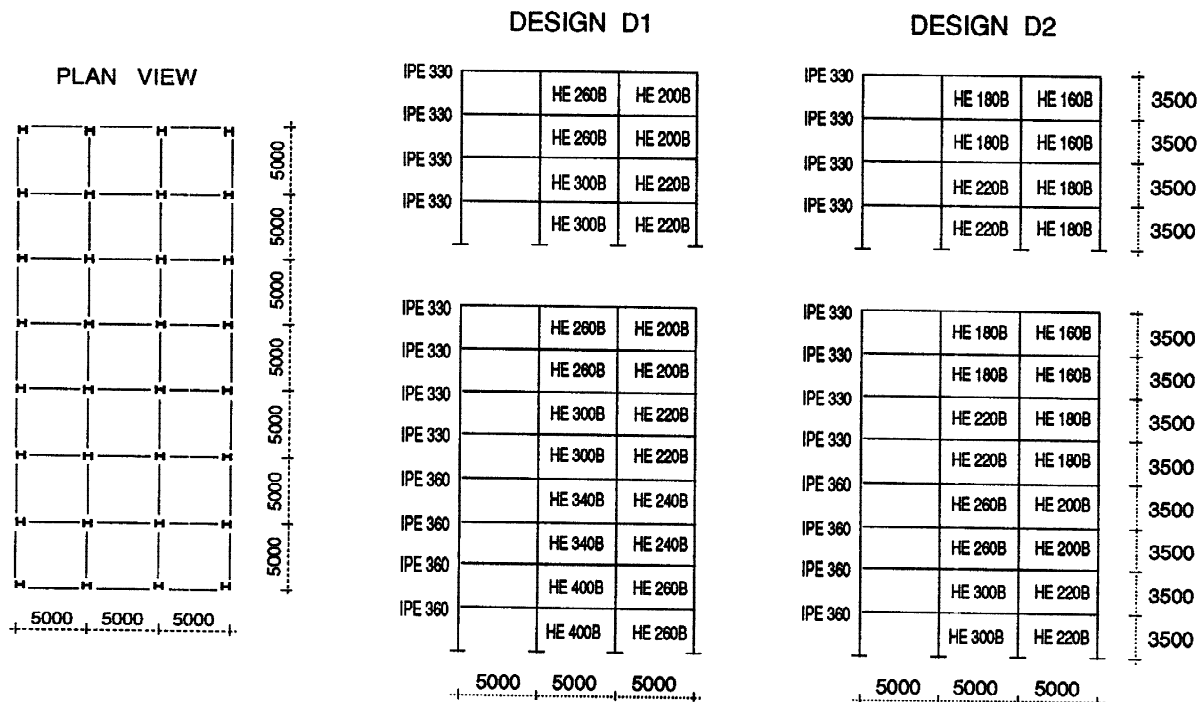 DESIGN D1
DESIGN D2
PLAN VIEW
5000
5000
5000
5000
5000
5000
5000
5000 5000 5000
IPE 330
HE 260B HE 200B
IPE 330
HE 260B HE 200B
IPE 330
HE 300B HE 220B
IPE 330
HE 300B HE 220B
IPE 330
HE 180B HE 160B 3500
IPE 330
HE 180B HE 160B 3500
IPE 330
HE 220B HE 180B 3500
IPE 330
HE 220B HE 180B 3500
IPE 330
HE 260B HE 200B
IPE 330
HE 260B HE 200B
IPE 330
HE 300B HE 220B
IPE 330
HE 300B HE 220B
IPE 360
HE 340B HE 240B
IPE 360
HE 340B HE 240B
IPE 360
HE 400B HE 260B
IPE 360
HE 400B HE 260B
5000 5000 5000
IPE 330
HE 180B HE 160B 3500
IPE 330
HE 180B HE 160B 3500
IPE 330
HE 220B HE 180B 3500
IPE 330
HE 220B HE 180B 3500
IPE 360
HE 260B HE 200B 3500
IPE 360
HE 260B HE 200B 3500
IPE 360
HE 300B HE 220B 3500
IPE 360
HE 300B HE 220B 3500
5000 5000 5000